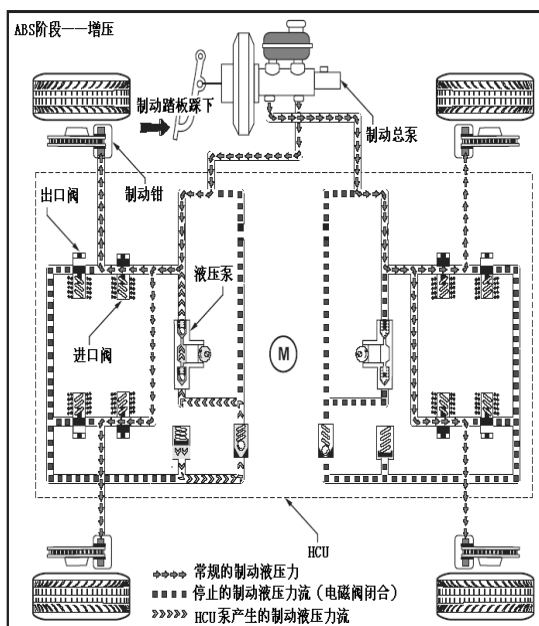 ABS阶段——增压
制动踏板踩下
制动总泵
出口阀
制动钳
液压泵
进口阀
M
HCU
常规的制动液压力
停止的制动液压力流（电磁阀闭合）
HCU泵产生的制动液压力流